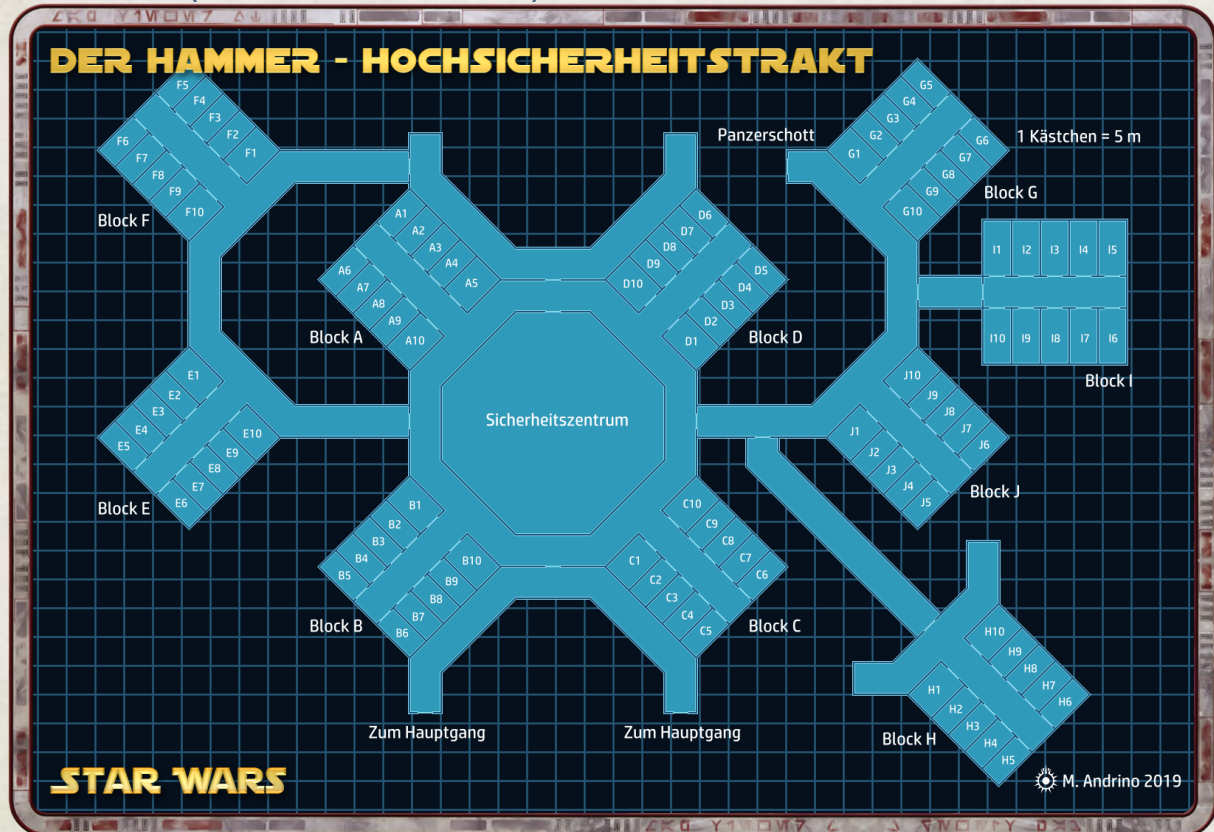 DER HAMMER - HOCHSICHERHEITSTRAKT
F5
F4
F3
F2
F1
F6
F7
F8
F9
F10
Block F
A1
A2
A3
A4
A5
A6
A7
A8
A9
A10
Block A
D6
D7
D8
D9
D10
D5
D4
D3
D2
D1
Block D
Panzerschott
G5
G4
G3
G2
G1
G6
G7
G8
G9
G10
Block G
1 Kästchen = 5 m
I1
I2
I3
I4
I5
I10
I9
I8
I7
I6
Block I
E1
E2
E3
E4
E5
E10
E9
E8
E7
E6
Block E
Sicherheitszentrum
J10
J9
J8
J7
J6
J1
J2
J3
J4
J5
Block J
B1
B2
B3
B4
B5
B10
B9
B8
B7
B6
Block B
C10
C9
C8
C7
C6
C1
C2
C3
C4
C5
Block C
H10
H9
H8
H7
H6
H1
H2
H3
H4
H5
Block H
Zum Hauptgang
Zum Hauptgang
STAR WARS
M. Andrino 2019